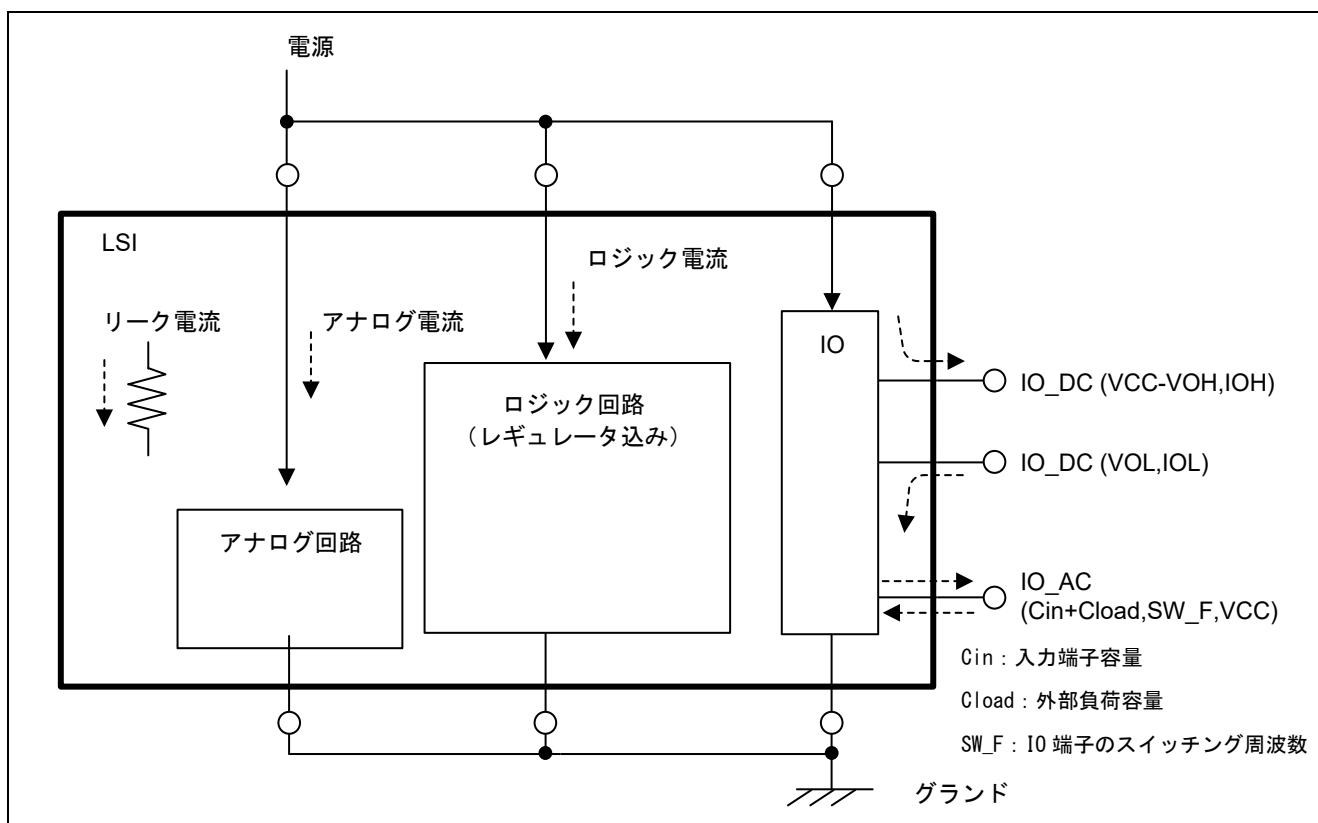 電源
LSI
リーク電流
アナログ電流
ロジック電流
アナログ回路
ロジック回路
(レギュレータ込み)
IO
IO_DC (VCC-VOH,IOH)
IO_DC (VOL,IOL)
IO_AC
(Cin+Cload,SW_F,VCC)
Cin:入力端子容量
Cload:外部負荷容量
SW_F:IO 端子のスイッチング周波数
グランド